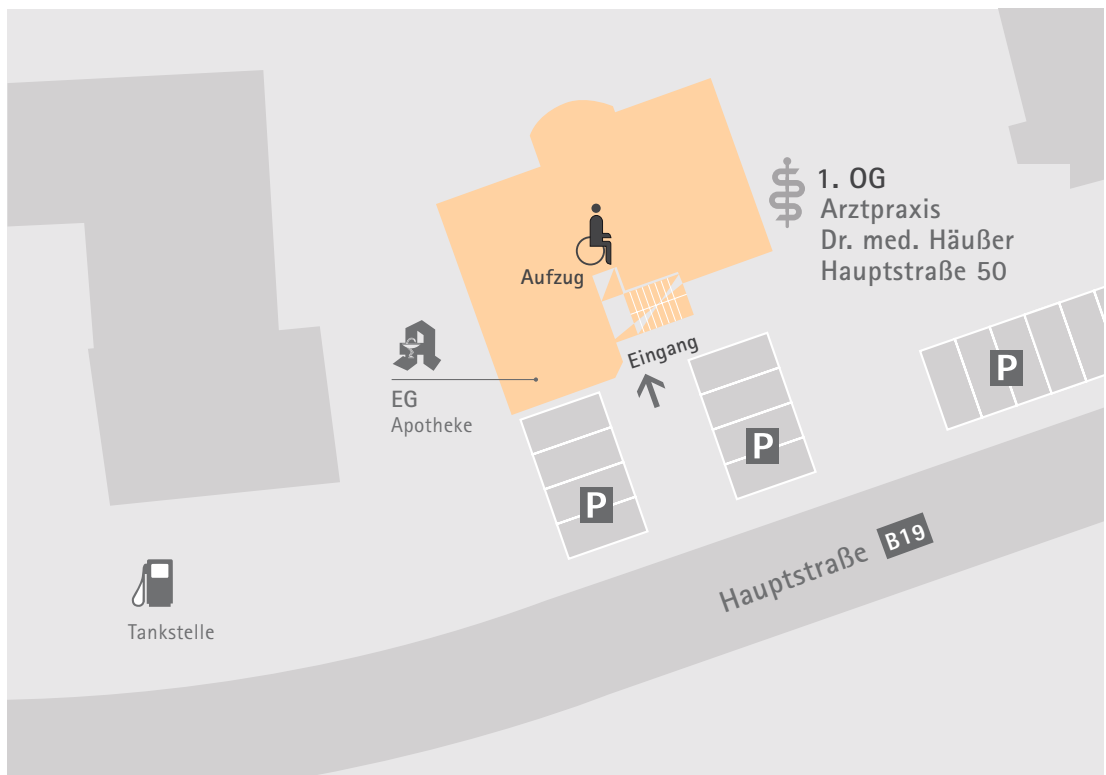 1. OG
Arztpraxis
Dr. med. Häußer
Hauptstraße 50
Aufzug
Eingang
EG
Apotheke
P
P
P
Hauptstraße B19
Tankstelle